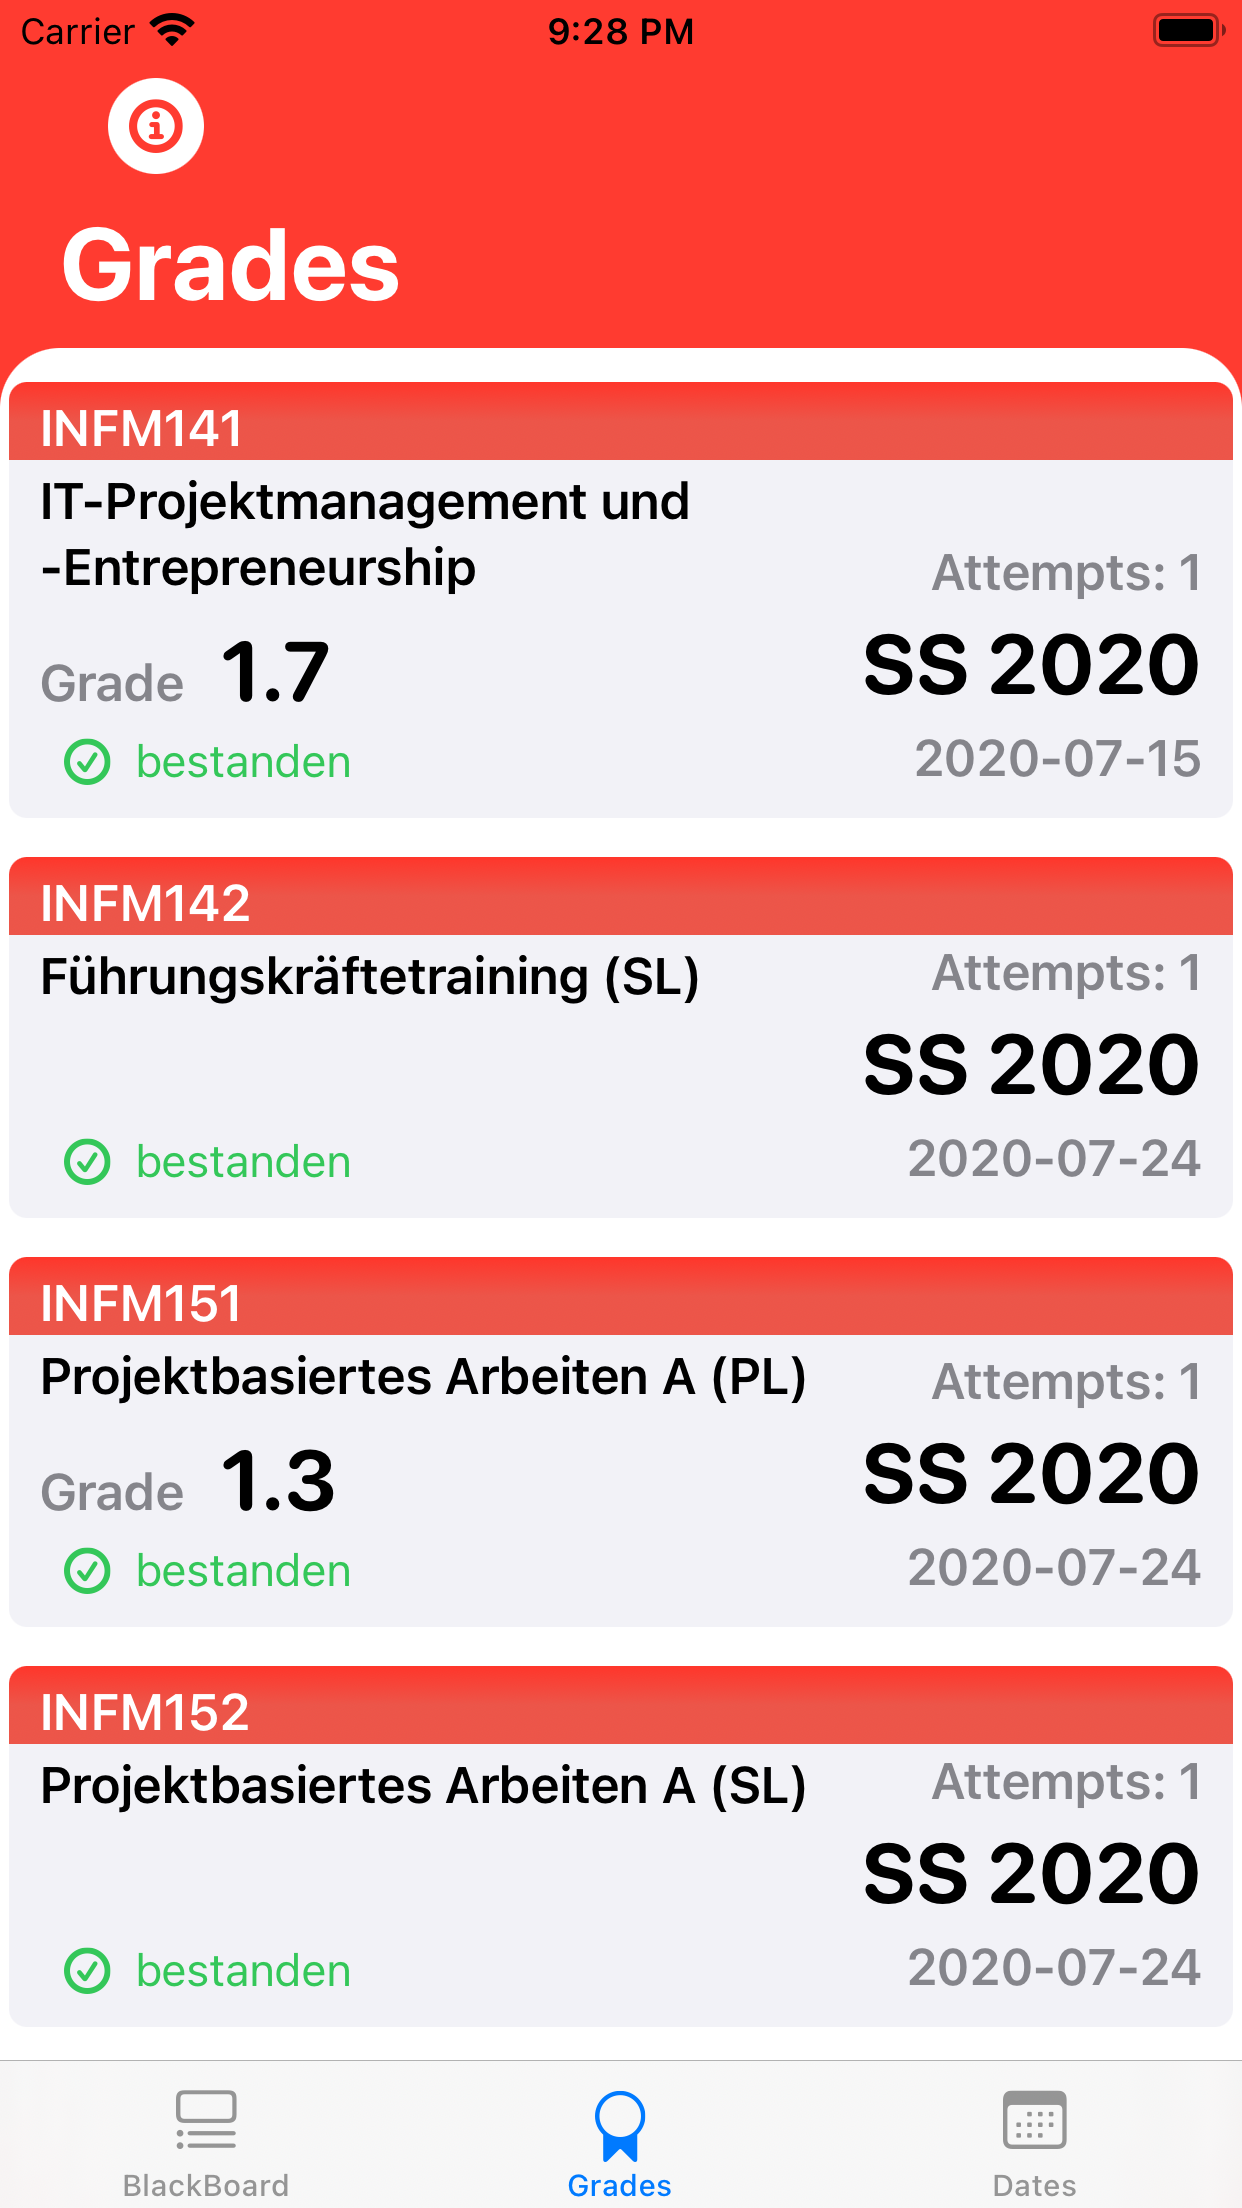 Carrier
9:28 PM
Grades
INFM141
IT-Projektmanagement und
-Entrepreneurship
Attempts: 1
Grade 1.7
SS 2020
bestanden
2020-07-15
INFM142
Führungskräftetraining (SL)
Attempts: 1
SS 2020
bestanden
2020-07-24
INFM151
Projektbasiertes Arbeiten A (PL)
Attempts: 1
Grade 1.3
SS 2020
bestanden
2020-07-24
INFM152
Projektbasiertes Arbeiten A (SL)
Attempts: 1
SS 2020
bestanden
2020-07-24
BlackBoard
Grades
Dates